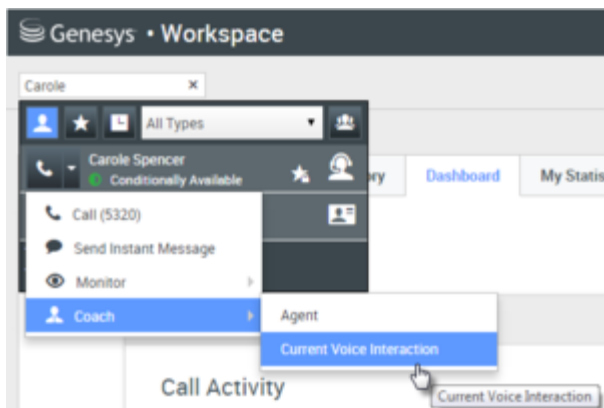 Genesys • Workspace
Carole ×
All Types
Carole Spencer
Conditionally Available
ry Dashboard My Statis
Call (5320)
Send Instant Message
Monitor
Coach Agent
Current Voice Interaction
Call Activity Current Voice Interaction